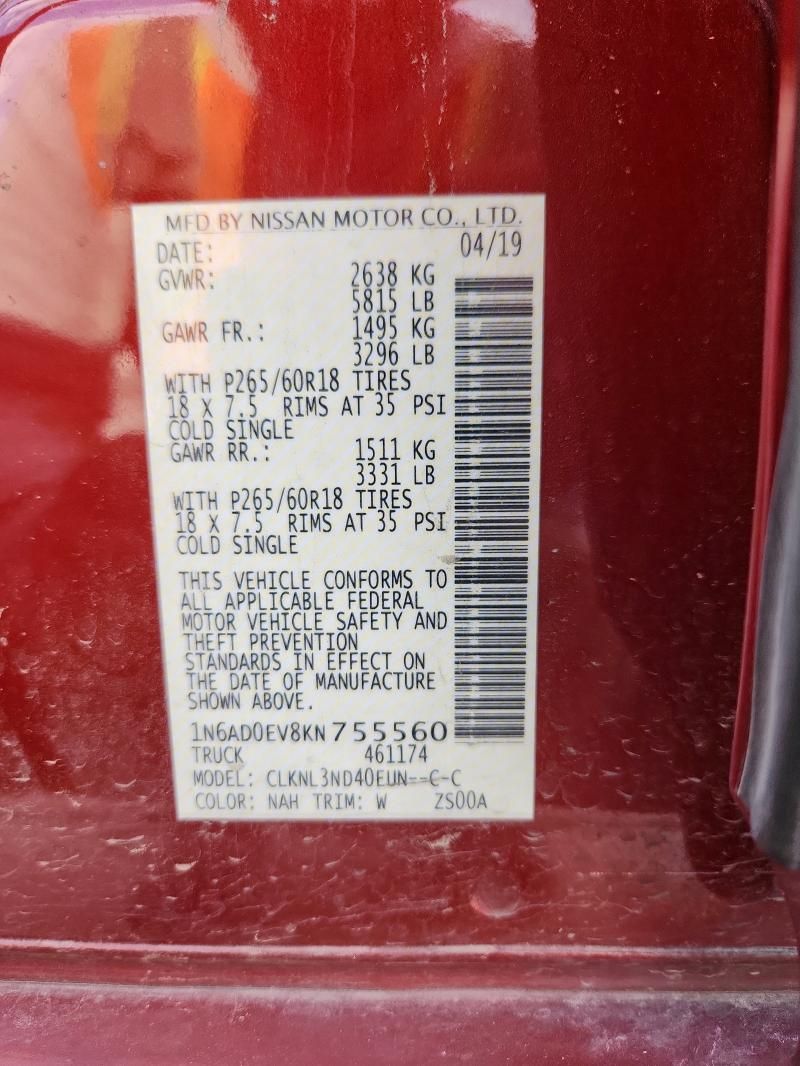 MFD BY NISSAN MOTOR CO., LTD.
DATE: 04/19
GVWR: 2638 KG
5815 LB
GAWR FR.: 1495 KG
3296 LB
WITH P265/60R18 TIRES
18 X 7.5 RIMS AT 35 PSI
COLD SINGLE
GAWR RR.: 1511 KG
3331 LB
WITH P265/60R18 TIRES
18 X 7.5 RIMS AT 35 PSI
COLD SINGLE
THIS VEHICLE CONFORMS TO
ALL APPLICABLE FEDERAL
MOTOR VEHICLE SAFETY AND
THEFT PREVENTION
STANDARDS IN EFFECT ON
THE DATE OF MANUFACTURE
SHOWN ABOVE.
1N6AD0EV8KN755560
TRUCK 461174
MODEL: CLKNL3ND40EUN--C-C
COLOR: NAH TRIM: W ZS00A